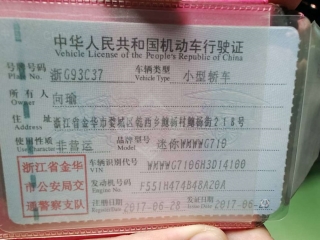 中华人民共和国机动车行驶证
Vehicle License of the People's Republic of China
号牌号码 浙G93C37 车辆类型 小型轿车
Plate No. Vehicle Type
所有人 向瑜
Owner
住址 浙江省金华市婺城区
Address
使用性质 非营运 品牌型号 迷你WMWWG710
Use Character Model
浙江省金华 车辆识别代号
市公安局交 VIN
通警察支队 发动机号码
Engine No.
注册日期 2017-06-28 发证日期
Register Date Issue Date